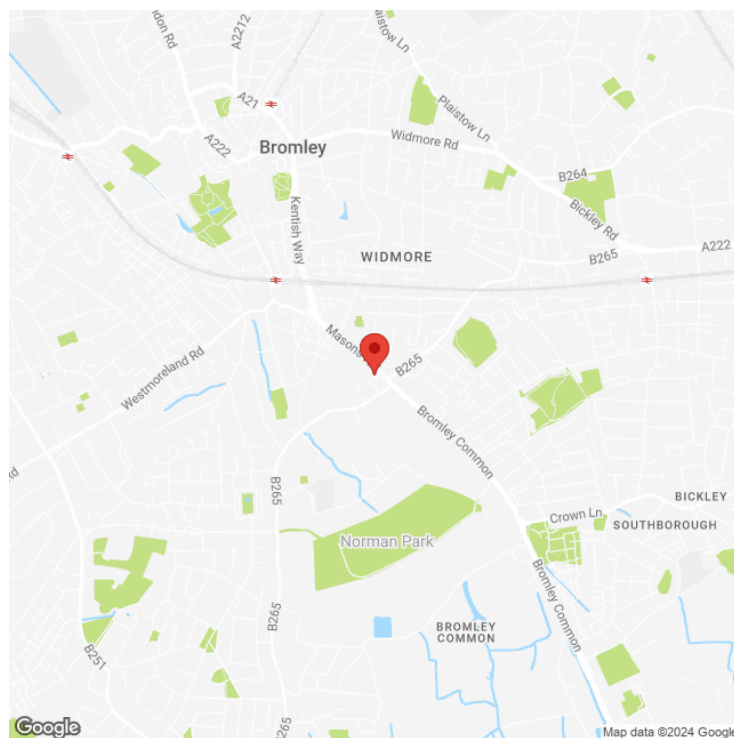 ndon Rd
A2212
Plaistow Ln
A21
Plaistow Ln
A222
Bromley
Widmore Rd
B264
Kentish Way
Bickley Rd
A222
WIDMORE
B265
Masons
Westmoreland Rd
B265
Bromley Common
B265
Rd
BICKLEY
Crown Ln
SOUTHBOROUGH
Norman Park
Bromley Common
B265
BROMLEY
COMMON
B251
B265
Google
Map data ©2024 Google